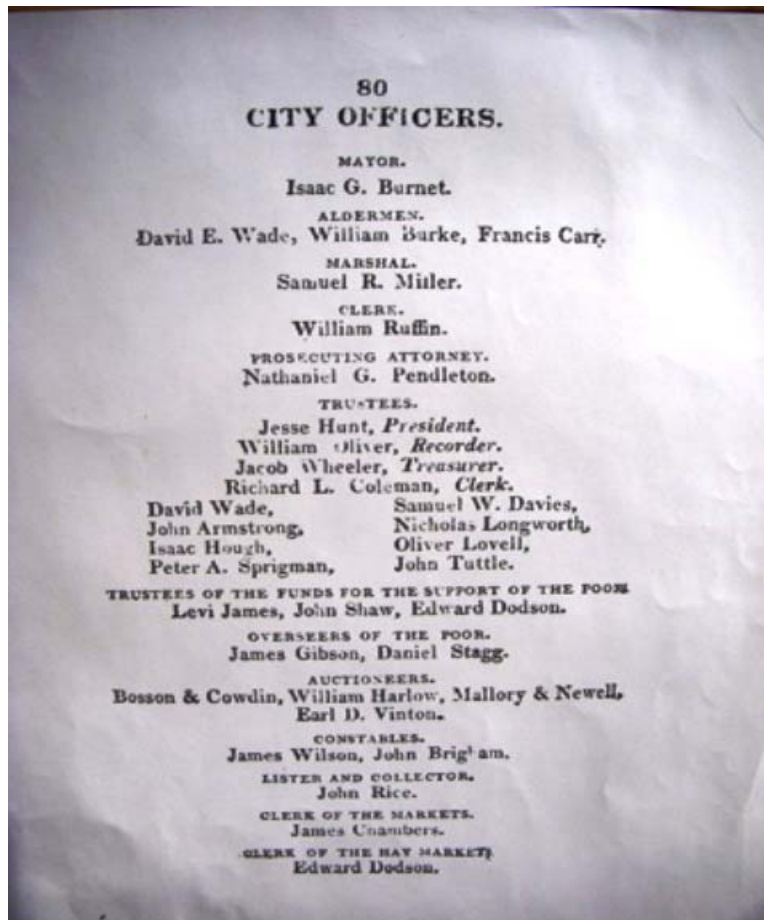 80
CITY OFFICERS.
MAYOR.
Isaac G. Burnet.
ALDERMEN.
David E. Wade, William Burke, Francis Carr.
MARSHAL.
Samuel R. Miller.
CLERK.
William Ruffin.
PROSECUTING ATTORNEY.
Nathaniel G. Pendleton.
TRUSTEES.
Jesse Hunt, President.
William Oliver, Recorder.
Jacob Wheeler, Treasurer.
Richard L. Coleman, Clerk.
David Wade, Samuel W. Davies,
John Armstrong, Nicholas Longworth,
Isaac Hough, Oliver Lovell,
Peter A. Sprigman, John Tuttle.
TRUSTEES OF THE FUNDS FOR THE SUPPORT OF THE POOR
Levi James, John Shaw, Edward Dodson.
OVERSEERS OF THE POOR.
James Gibson, Daniel Stagg.
AUCTIONEERS.
Bosson & Cowdin, William Harlow, Mallory & Newell,
Earl D. Vinton.
CONSTABLES.
James Wilson, John Brigham.
LISTER AND COLLECTOR.
John Rice.
CLERK OF THE MARKETS.
James Chambers.
CLERK OF THE HAY MARKET.
Edward Dodson.